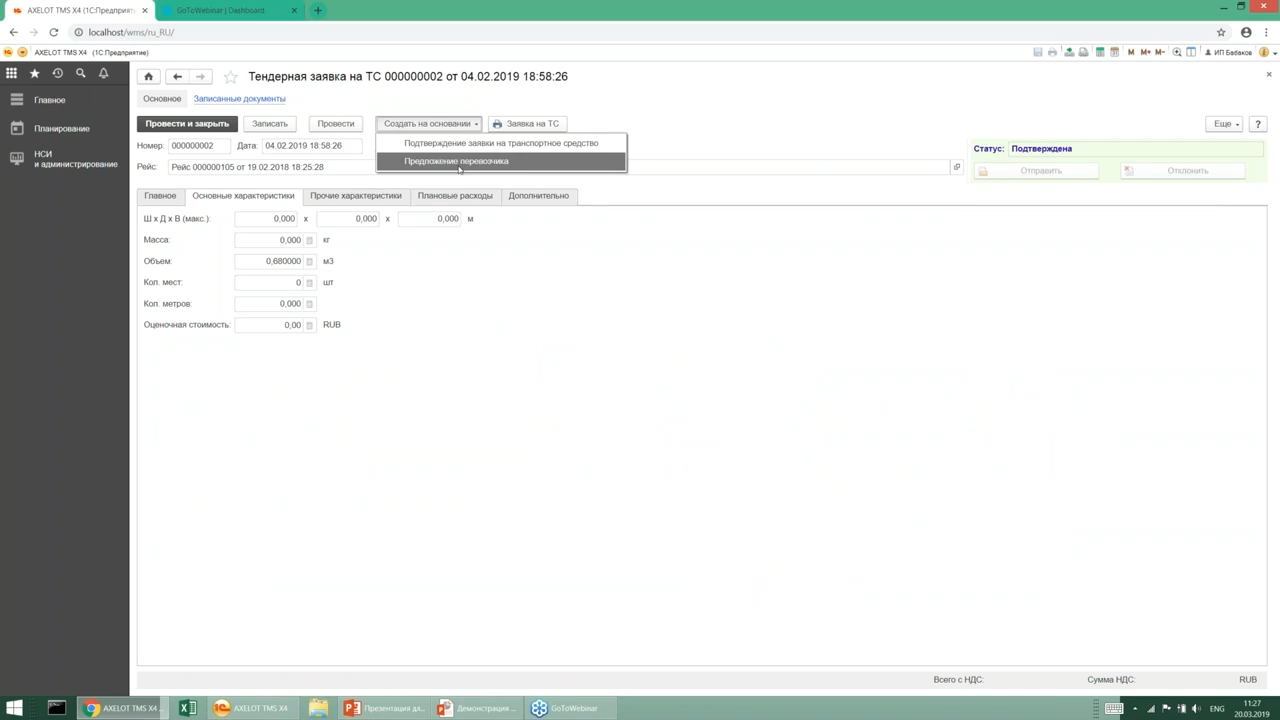 AXELOT TMS X4 (1С:Предприяти
GoToWebinar | Dashboard
localhost/wms/ru_RU/
AXELOT TMS X4 (1С:Предприятие)
M M+ M- ИП Бабаков
Тендерная заявка на ТС 000000002 от 04.02.2019 18:58:26
Главное
Планирование
НСИ
и администрирование
Основное Записанные документы
Провести и закрыть Записать Провести Создать на основании Заявка на ТС Еще ?
Подтверждение заявки на транспортное средство
Предложение перевозчика
Номер: 000000002 Дата: 04.02.2019 18:58:26
Статус: Подтверждена
Рейс: Рейс 000000105 от 19.02.2018 18:25:28
Отправить Отклонить
Главное Основные характеристики Прочие характеристики Плановые расходы Дополнительно
Ш x Д x В (макс.): 0,000 x 0,000 x 0,000 м
Масса: 0,000 кг
Объем: 0,680000 м3
Кол. мест: 0 шт
Кол. метров: 0,000
Оценочная стоимость: 0,00 RUB
Всего с НДС: Сумма НДС: RUB
AXELOT TMS X4... AXELOT TMS X4 Презентация дл... Демонстрация ... GoToWebinar
ENG
11:27
20.03.2019